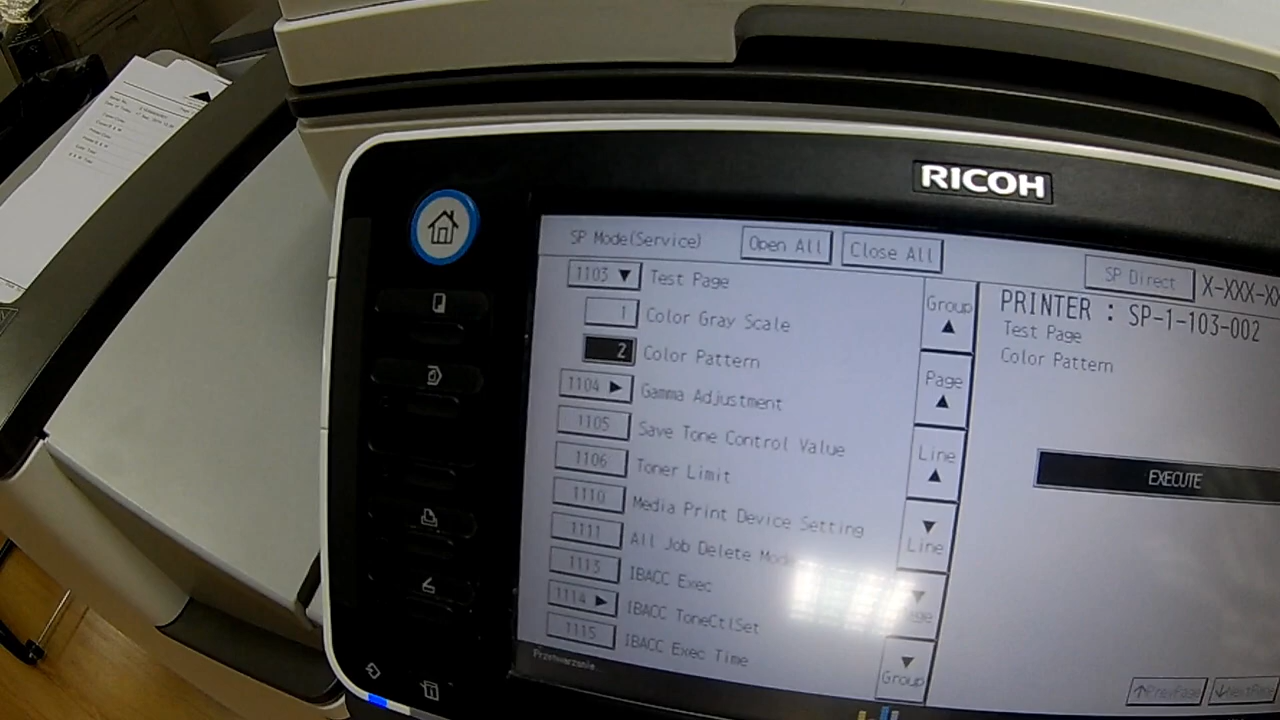 RICOH
SP Mode(Service) Open All Close All SP Direct X-XXX-XX
1103 ▼ Test Page
1 Color Gray Scale
2 Color Pattern
1104 ▶ Gamma Adjustment
1105 Save Tone Control Value
1106 Toner Limit
1110 Media Print Device Setting
1111 All Job Delete Mode
1113 IBACC Exec
1114 ▶ IBACC ToneCtlSet
1115 IBACC Exec Time
Przetwarzanie...
Group ▲
Page ▲
Line ▲
▼ Line
▼ Page
▼ Group
PRINTER : SP-1-103-002
Test Page
Color Pattern
EXECUTE
↑PrevPage ↓NextPage